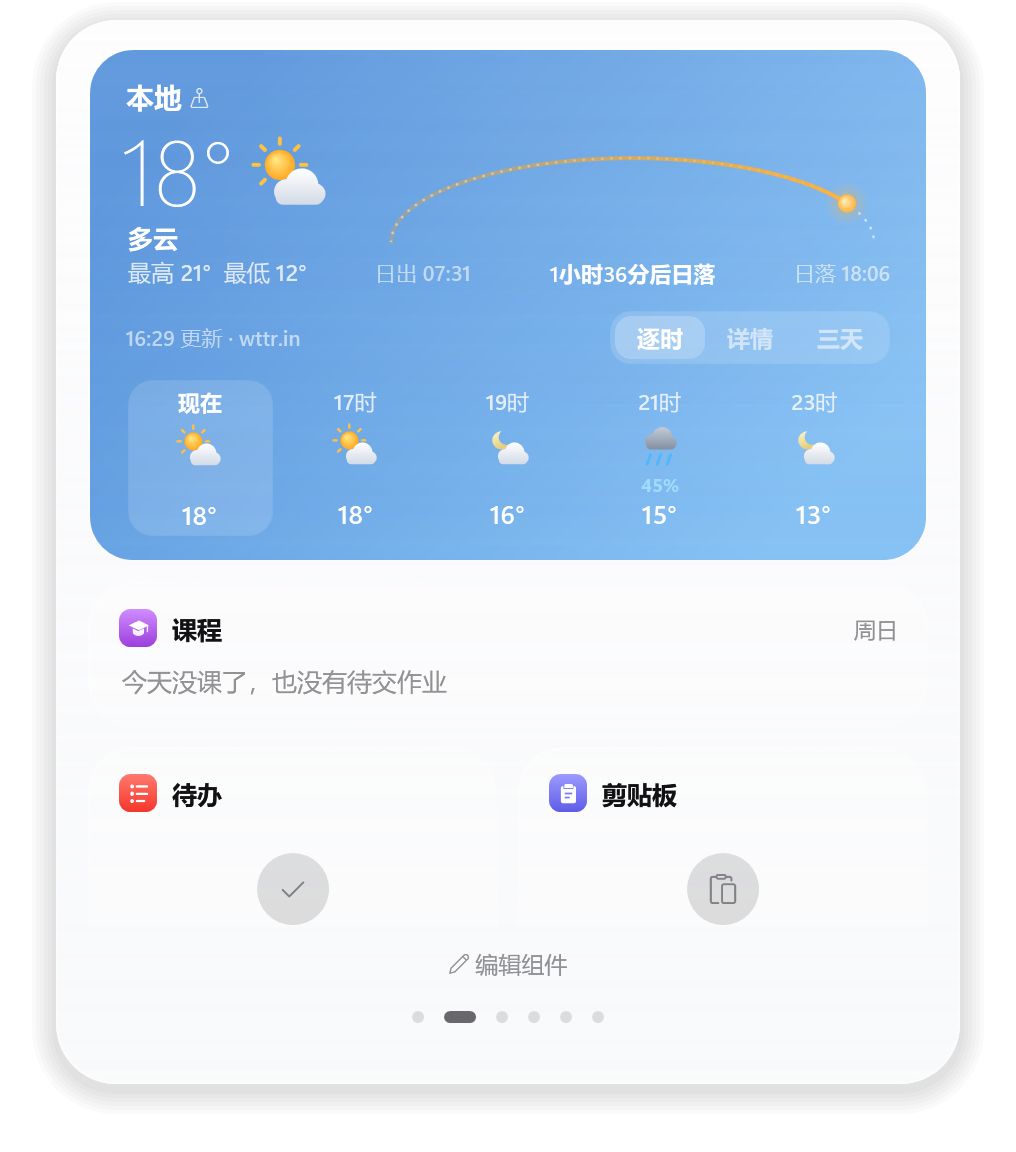 本地
18°
多云
最高 21° 最低 12°
日出 07:31
1小时36分后日落
日落 18:06
16:29 更新 · wttr.in
逐时 详情 三天
现在 17时 19时 21时 23时
45%
18° 18° 16° 15° 13°
课程
周日
今天没课了，也没有待交作业
待办
剪贴板
编辑组件